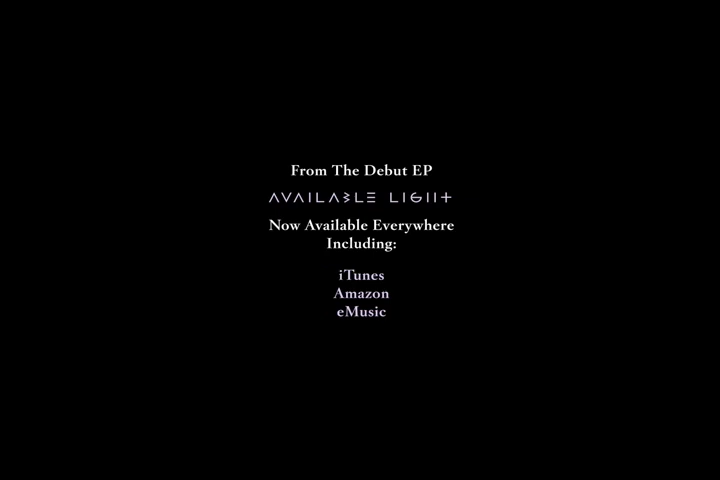 From The Debut EP
AVAILABLE LIGHT
Now Available Everywhere
Including:
iTunes
Amazon
eMusic